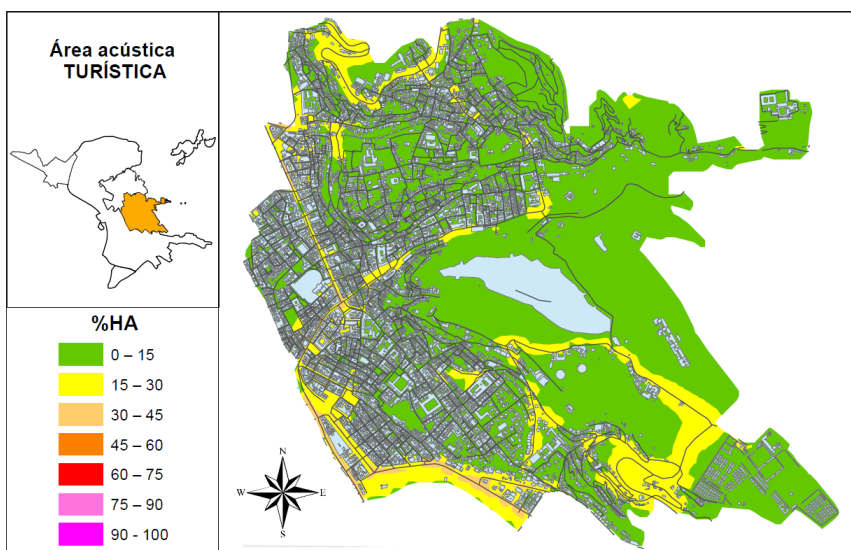 Área acústica
TURÍSTICA
%HA
0 – 15
15 – 30
30 – 45
45 – 60
60 – 75
75 – 90
90 - 100
N
W E
S